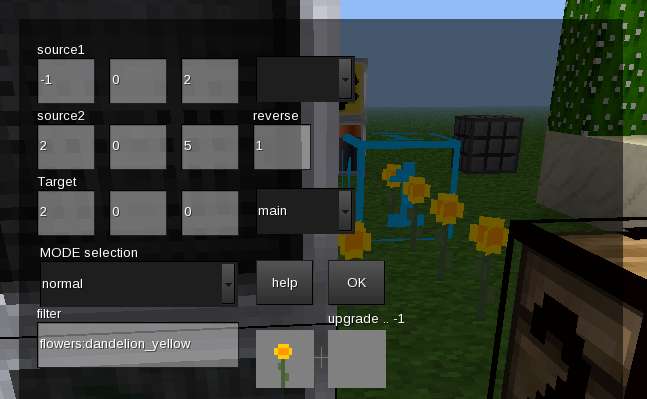 source1
-1 0 2
source2 reverse
2 0 5 1
Target
2 0 0 main
MODE selection
normal help OK
filter upgrade .. -1
flowers:dandelion_yellow